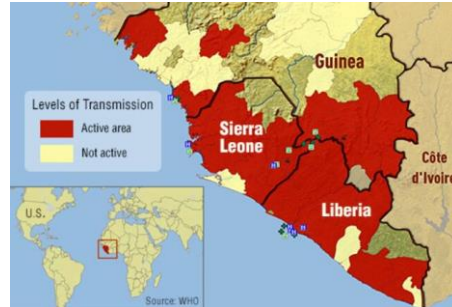 Guinea
Levels of Transmission
Active area
Not active
Sierra
Leone
Côte
d'Ivoire
Liberia
U.S.
Source: WHO